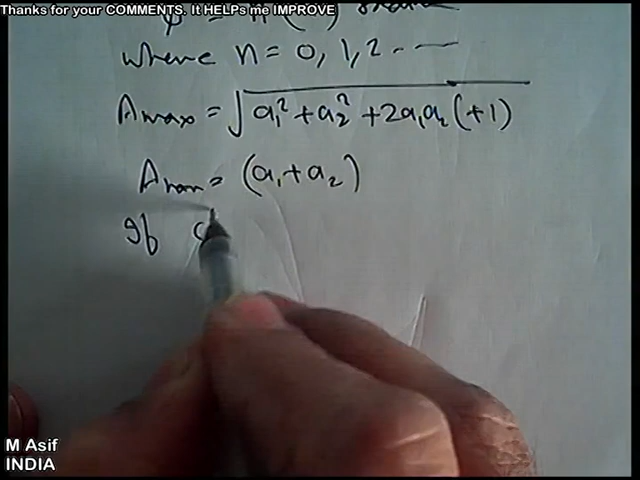 Thanks for your COMMENTS. It HELPs me IMPROVE
where n = 0, 1, 2 -----
Amax = √(a₁² + a₂² + 2a₁a₂ (+1))
Amax = (a₁ + a₂)
If a
M Asif
INDIA